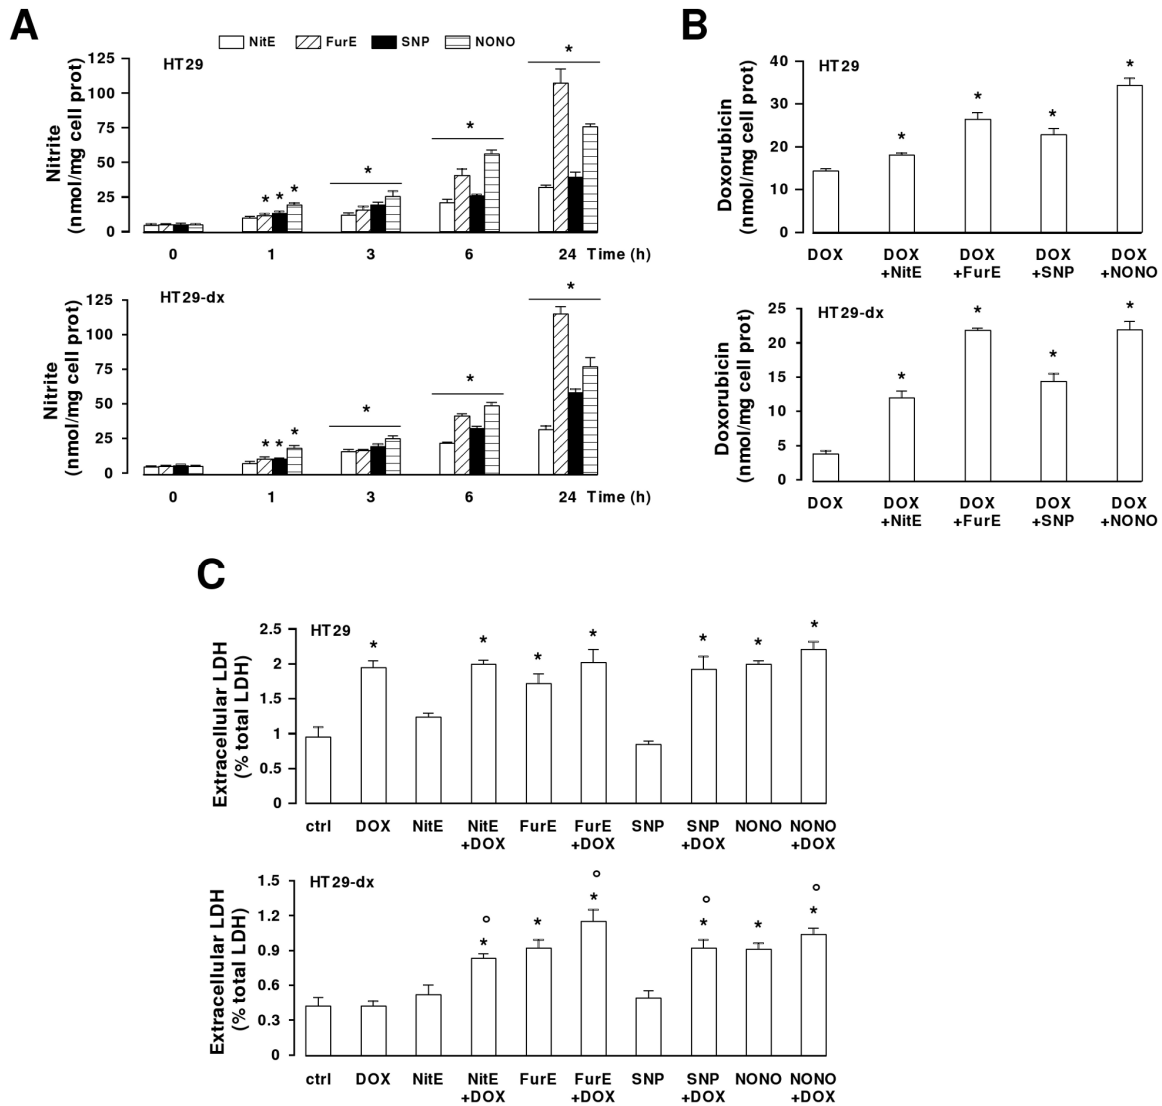 A
NitE FurE SNP NONO
HT29
Nitrite
(nmol/mg cell prot)
125
100
75
50
25
0
* * * * * *
0 1 3 6 24 Time (h)
HT29-dx
Nitrite
(nmol/mg cell prot)
125
100
75
50
25
0
* * * * * *
0 1 3 6 24 Time (h)
B
HT29
Doxorubicin
(nmol/mg cell prot)
40
30
20
10
0
* * * *
DOX DOX DOX DOX DOX
+NitE +FurE +SNP +NONO
HT29-dx
Doxorubicin
(nmol/mg cell prot)
25
20
15
10
5
0
* * * *
DOX DOX DOX DOX DOX
+NitE +FurE +SNP +NONO
C
HT29
Extracellular LDH
(% total LDH)
2.5
2
1.5
1
0.5
0
* * * * * * *
ctrl DOX NitE NitE FurE FurE SNP SNP NONO NONO
+DOX +DOX +DOX +DOX
HT29-dx
Extracellular LDH
(% total LDH)
1.5
1.2
0.9
0.6
0.3
0
° ° ° °
* * * * * *
ctrl DOX NitE NitE FurE FurE SNP SNP NONO NONO
+DOX +DOX +DOX +DOX